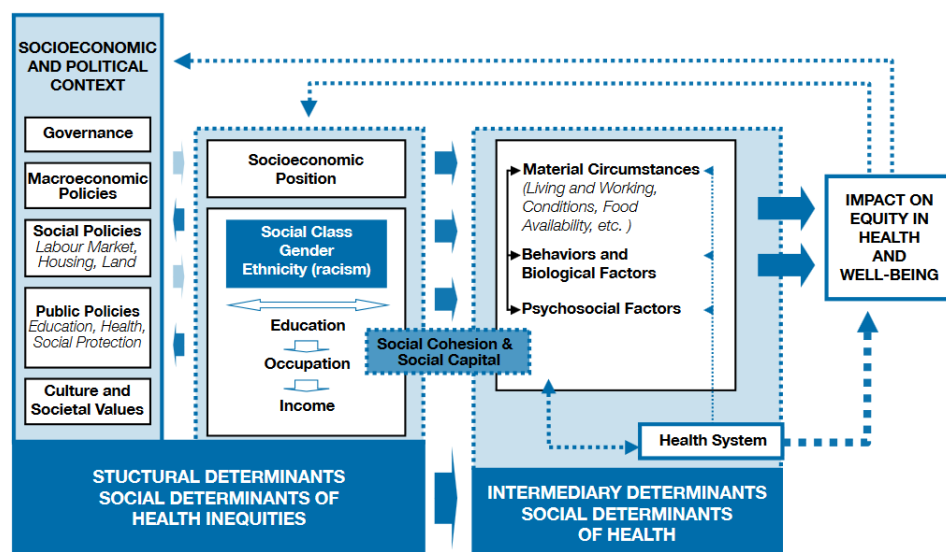 SOCIOECONOMIC
AND POLITICAL
CONTEXT
Governance
Macroeconomic
Policies
Social Policies
Labour Market,
Housing, Land
Public Policies
Education, Health,
Social Protection
Culture and
Societal Values
Socioeconomic
Position
Social Class
Gender
Ethnicity (racism)
Education
Occupation
Income
Social Cohesion &
Social Capital
Material Circumstances
(Living and Working,
Conditions, Food
Availability, etc. )
Behaviors and
Biological Factors
Psychosocial Factors
Health System
IMPACT ON
EQUITY IN
HEALTH
AND
WELL-BEING
STUCTURAL DETERMINANTS
SOCIAL DETERMINANTS OF
HEALTH INEQUITIES
INTERMEDIARY DETERMINANTS
SOCIAL DETERMINANTS
OF HEALTH